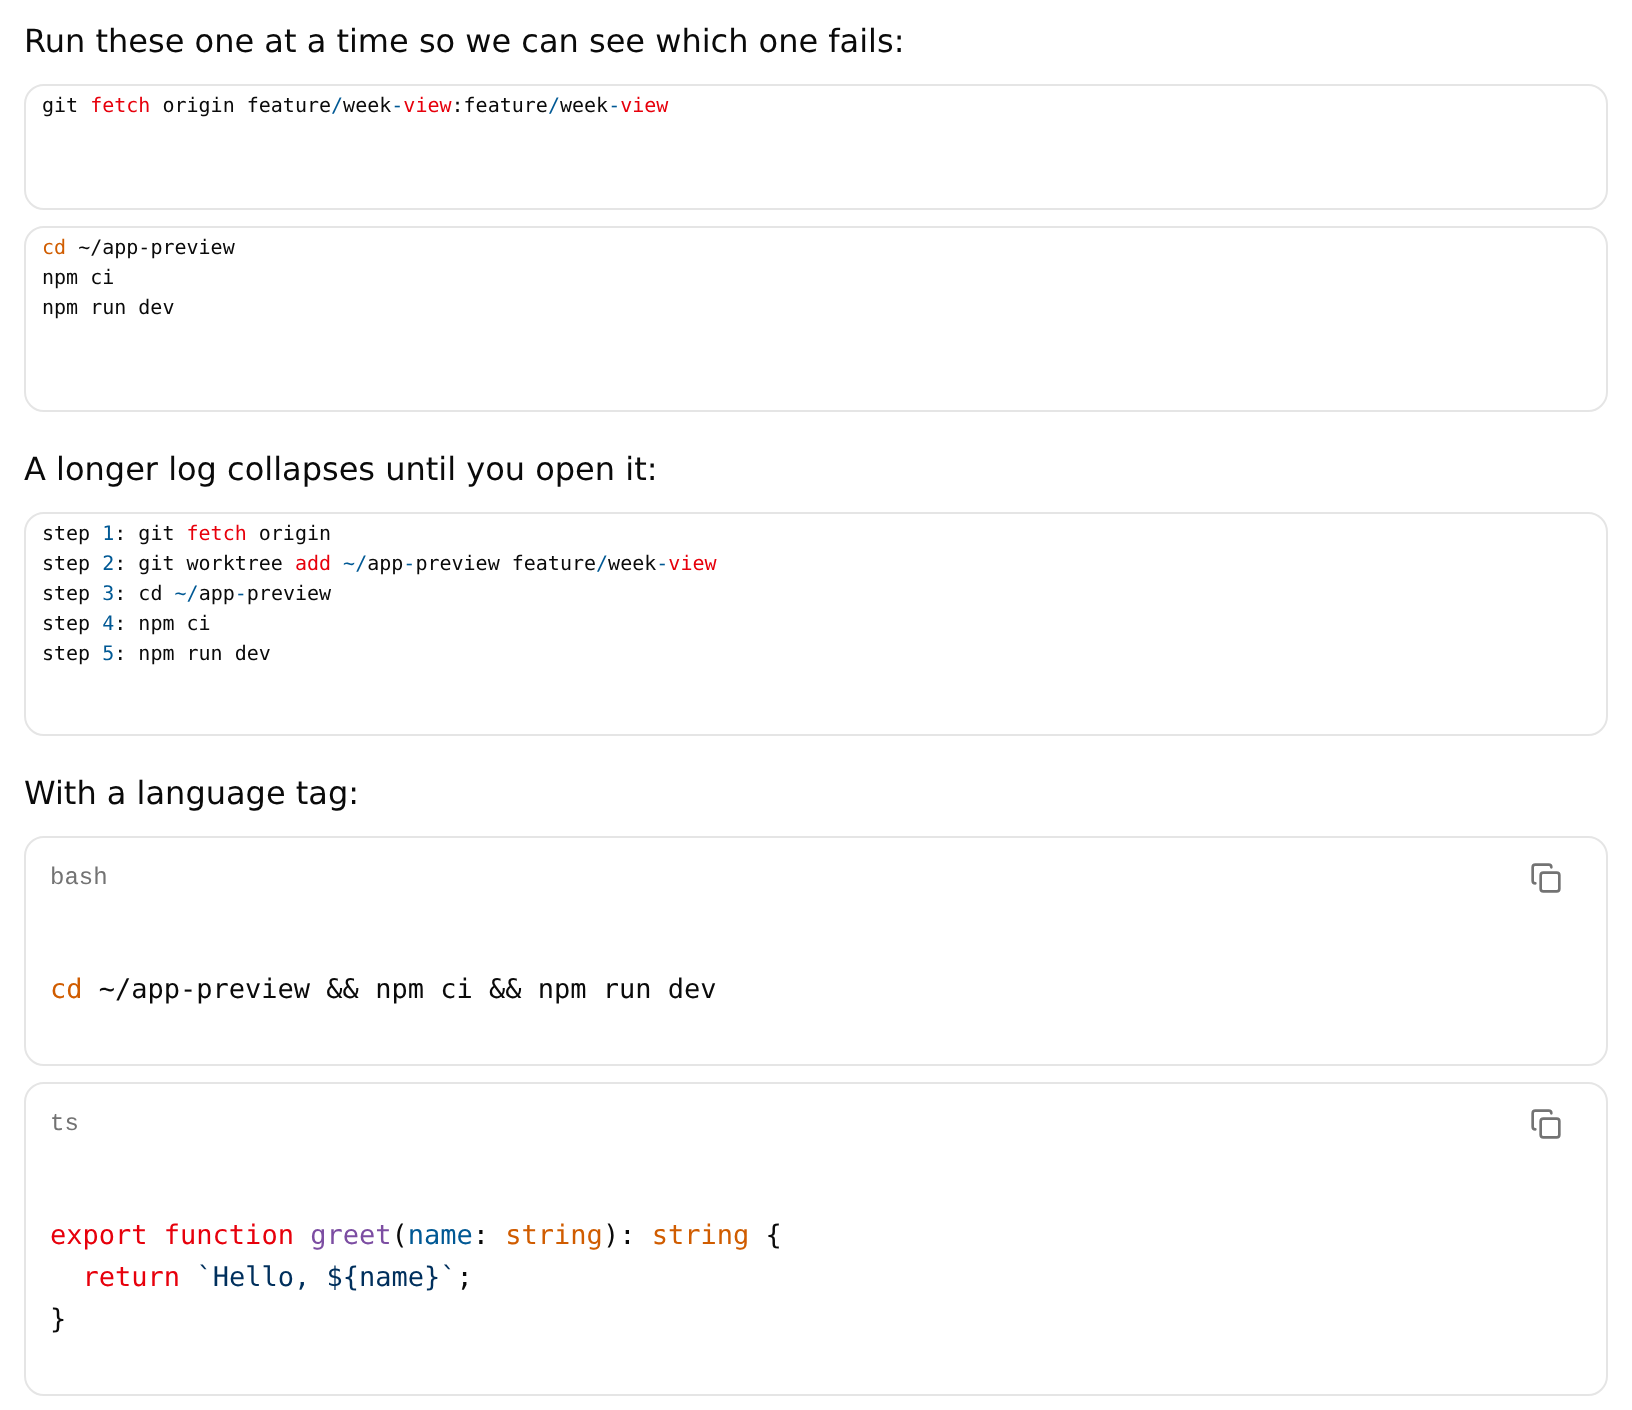 Run these one at a time so we can see which one fails:
git fetch origin feature/week-view:feature/week-view
cd ~/app-preview
npm ci
npm run dev
A longer log collapses until you open it:
step 1: git fetch origin
step 2: git worktree add ~/app-preview feature/week-view
step 3: cd ~/app-preview
step 4: npm ci
step 5: npm run dev
With a language tag:
bash
cd ~/app-preview && npm ci && npm run dev
ts
export function greet(name: string): string {
  return `Hello, ${name}`;
}